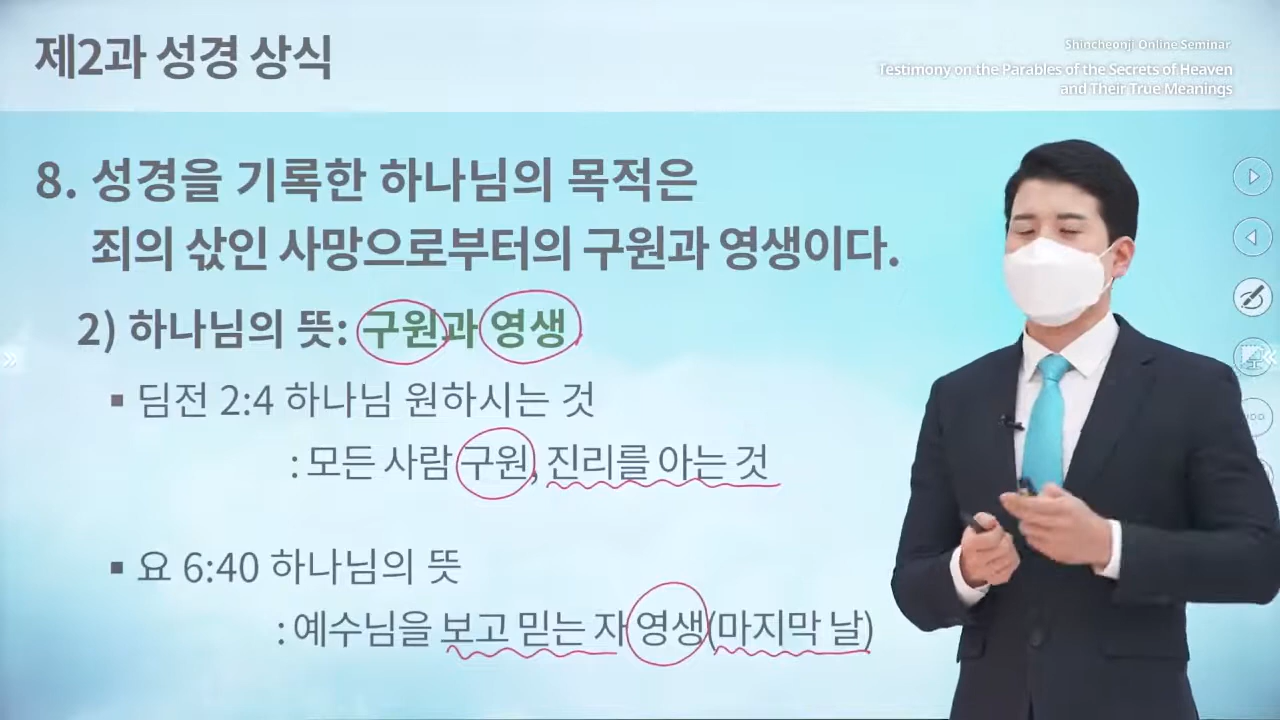 제2과 성경 상식
Shincheonji Online Seminar
Testimony on the Parables of the Secrets of Heaven
and Their True Meanings
8. 성경을 기록한 하나님의 목적은
죄의 삯인 사망으로부터의 구원과 영생이다.
2) 하나님의 뜻: 구원과 영생
▪ 딤전 2:4 하나님 원하시는 것
: 모든 사람 구원, 진리를 아는 것
▪ 요 6:40 하나님의 뜻
: 예수님을 보고 믿는 자 영생(마지막 날)